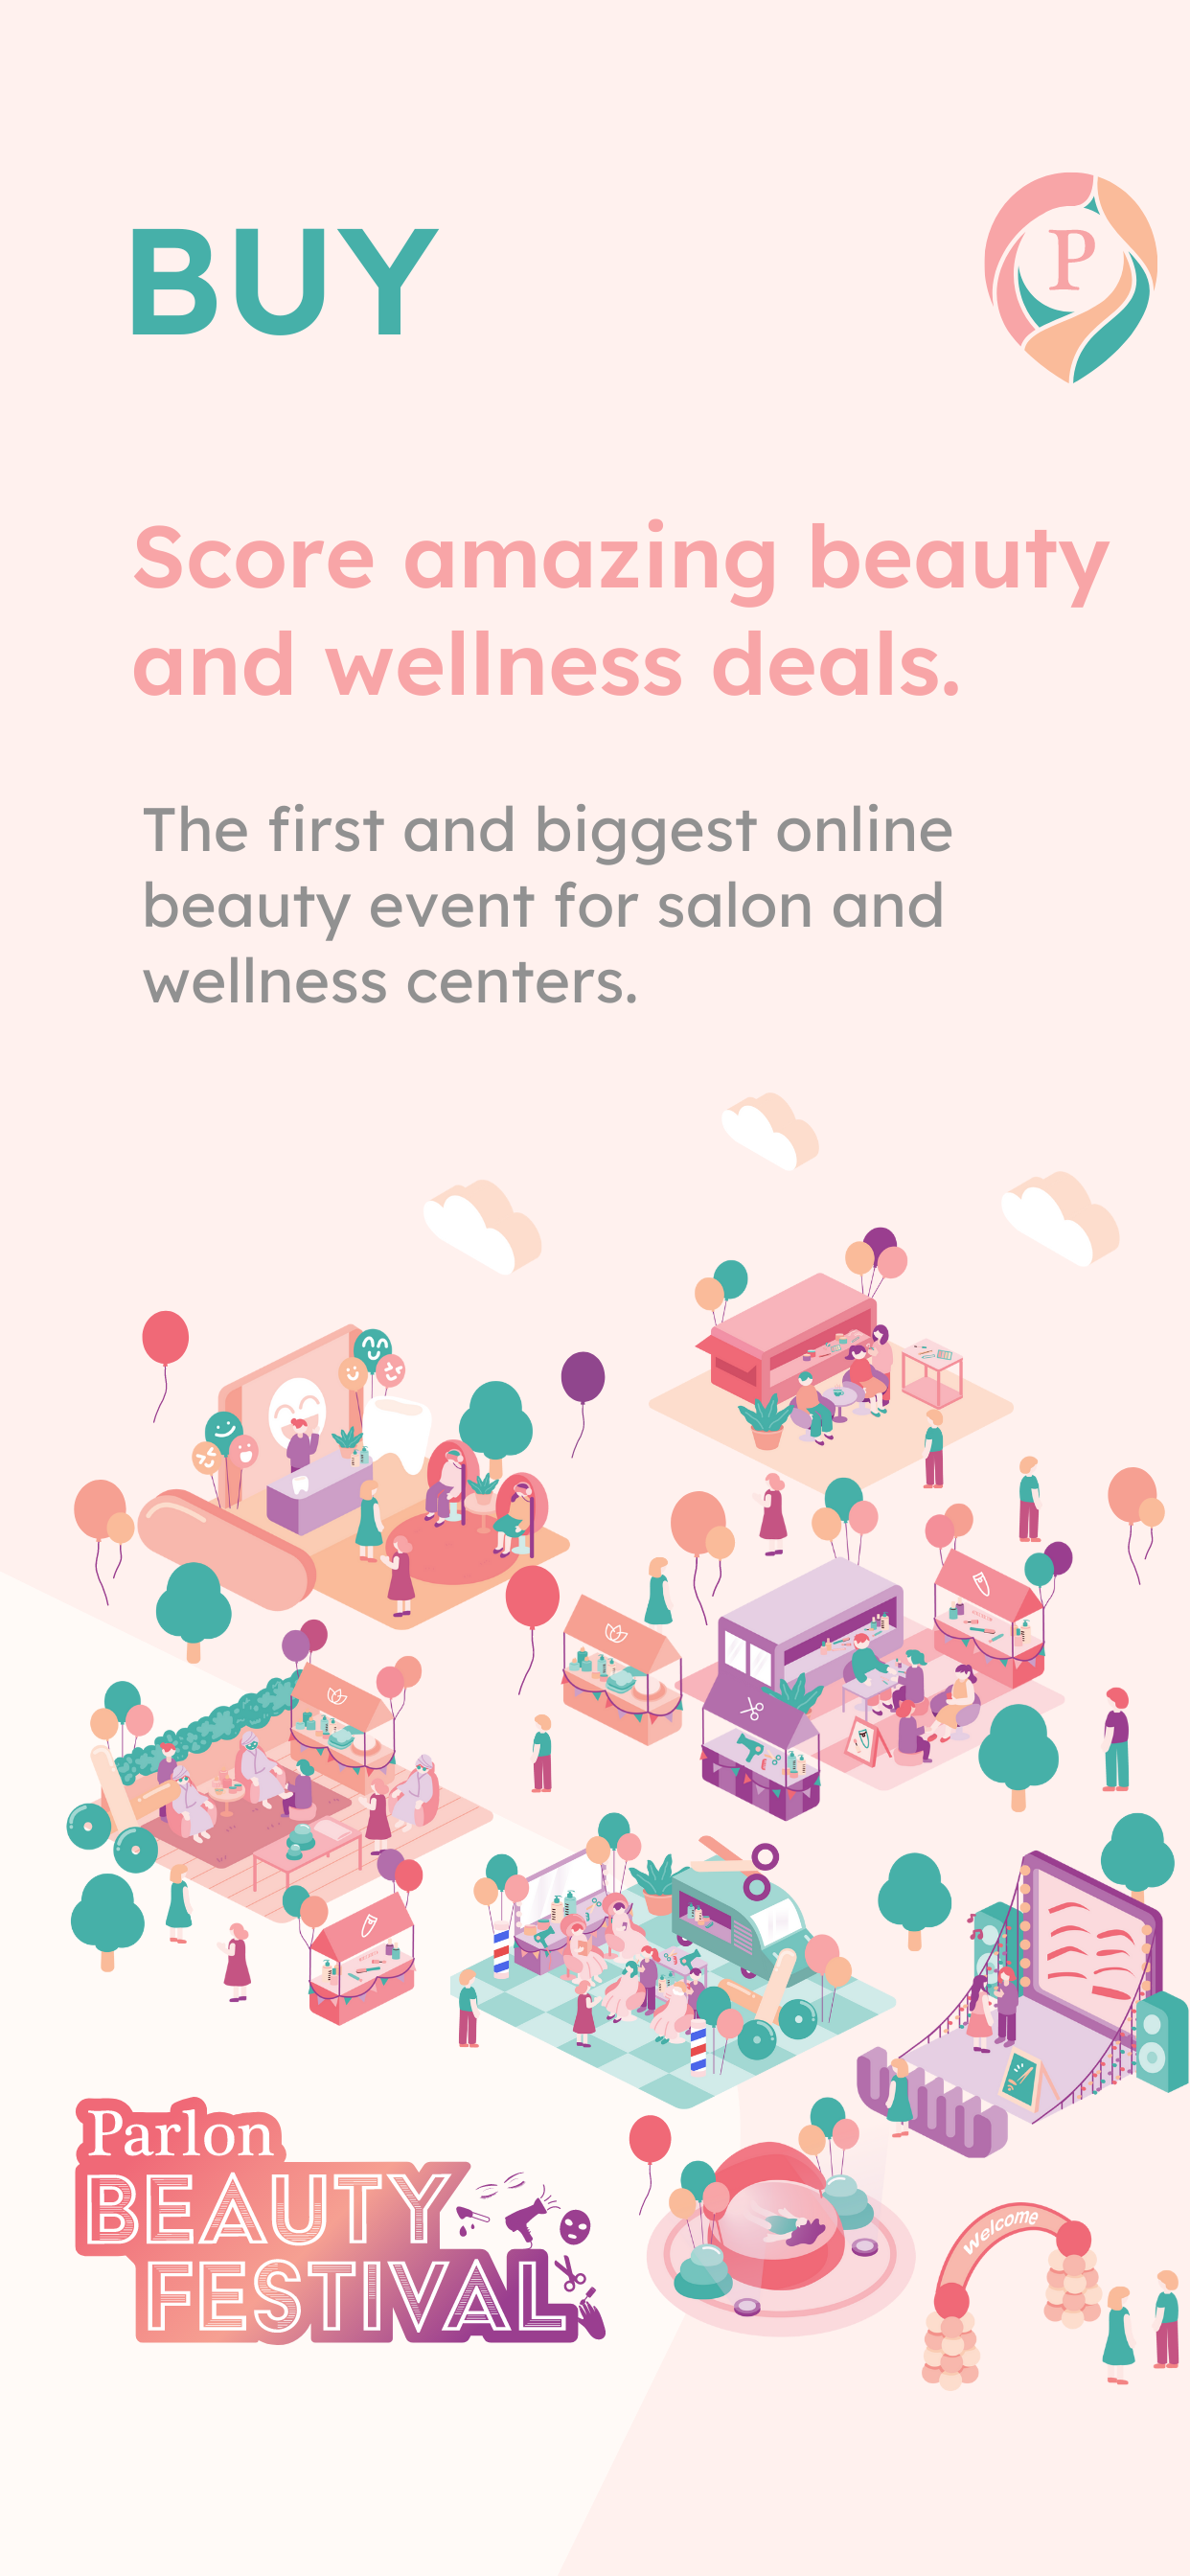 BUY
P
Score amazing beauty
and wellness deals.
The first and biggest online
beauty event for salon and
wellness centers.
Parlon
BEAUTY
FESTIVAL
welcome